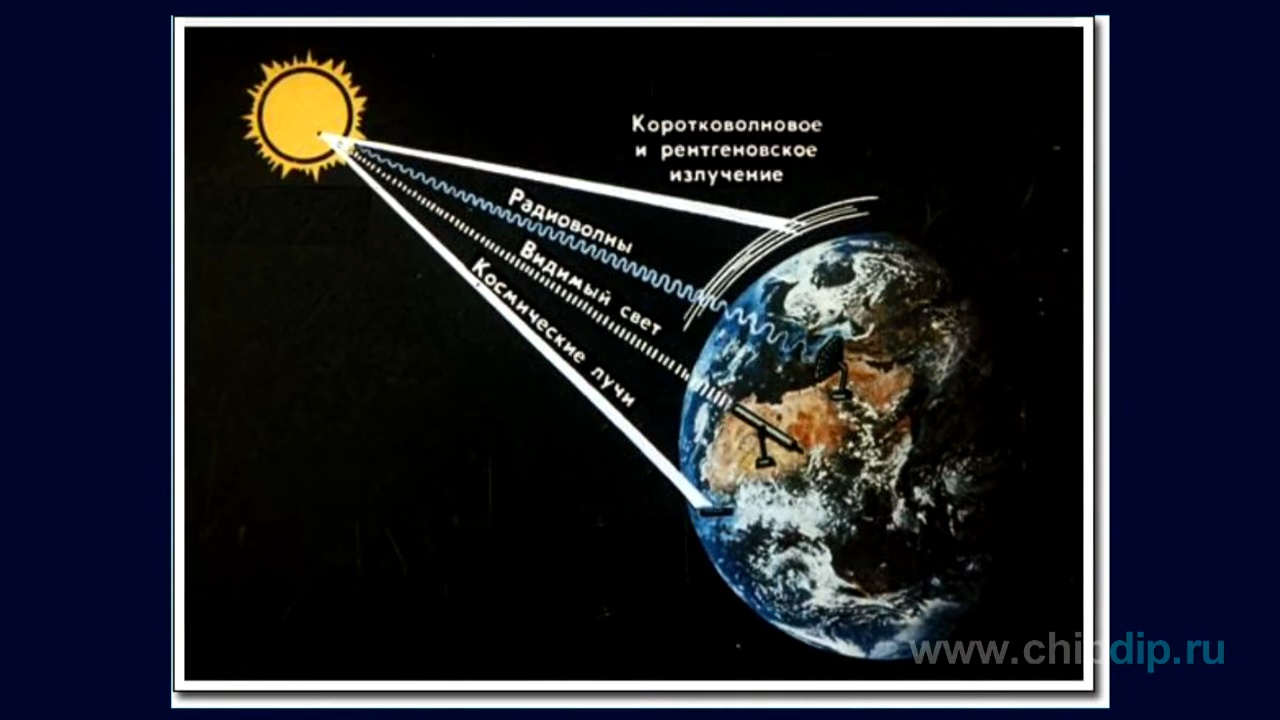 Коротковолновое
и рентгеновское
излучение
Радиоволны
Видимый свет
Космические лучи
www.chipdip.ru